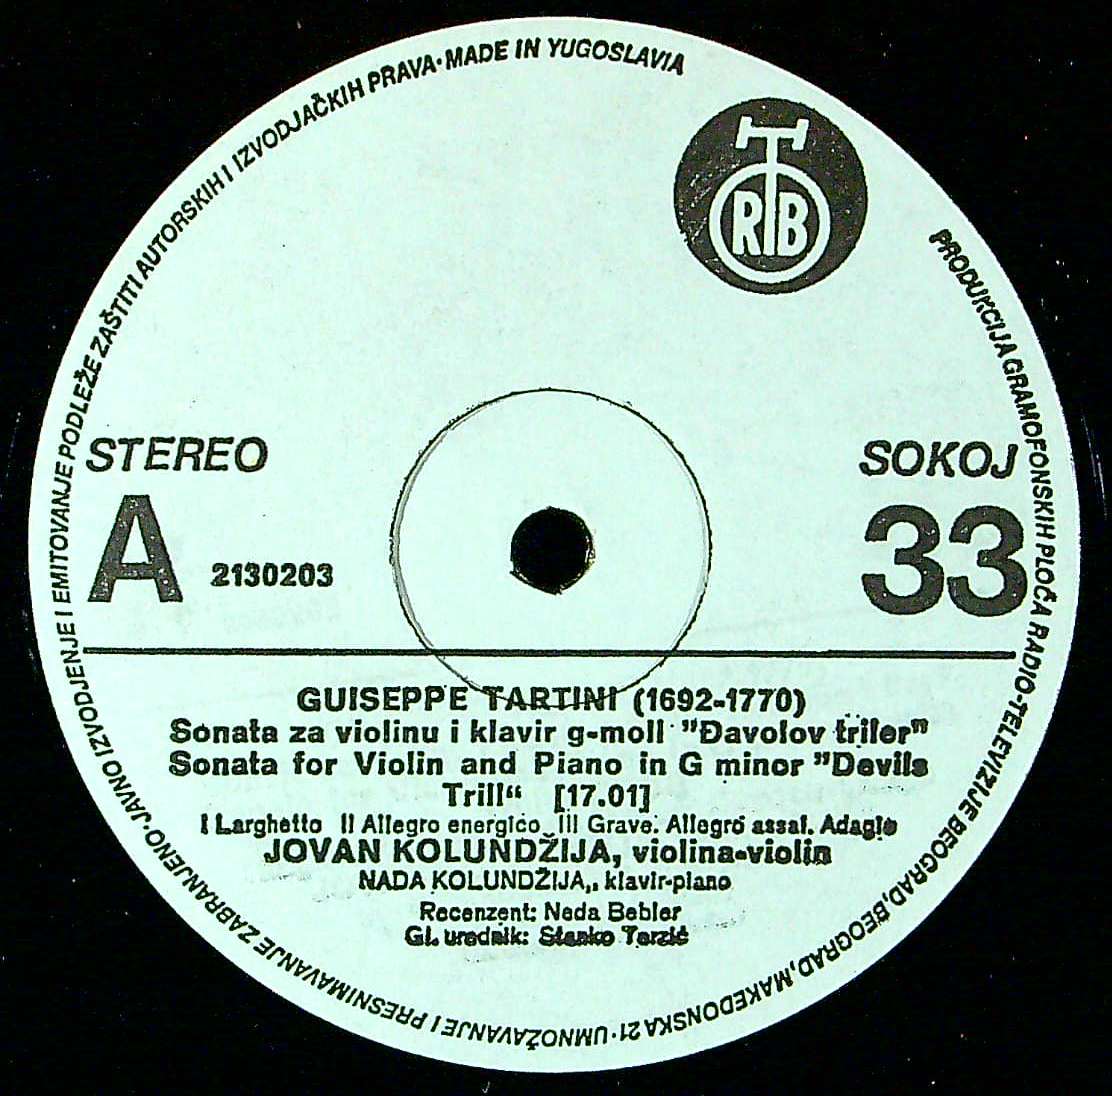 PRODUKCIJA GRAMOFONSKIH PLOČA RADIO-TELEVIZIJE BEOGRAD, BEOGRAD, MAKEDONSKA 21 · UMNOŽAVANJE I PRESNIMAVANJE ZABRANJENO · JAVNO IZVODJENJE I EMITOVANJE PODLEŽE ZAŠTITI AUTORSKIH I IZVODJAČKIH PRAVA · MADE IN YUGOSLAVIA
RTB
STEREO
SOKOJ
A
2130203
33
GUISEPPE TARTINI (1692-1770)
Sonata za violinu i klavir g-moll "Đavolov triler"
Sonata for Violin and Piano in G minor "Devils
Trill“ [17.01]
I Larghetto II Allegro energico III Grave. Allegro assai. Adagio
JOVAN KOLUNDŽIJA, violina-violin
NADA KOLUNDŽIJA,. klavir-piano
Recenzent: Neda Bebler
Gl. urednik: Stanko Terzić